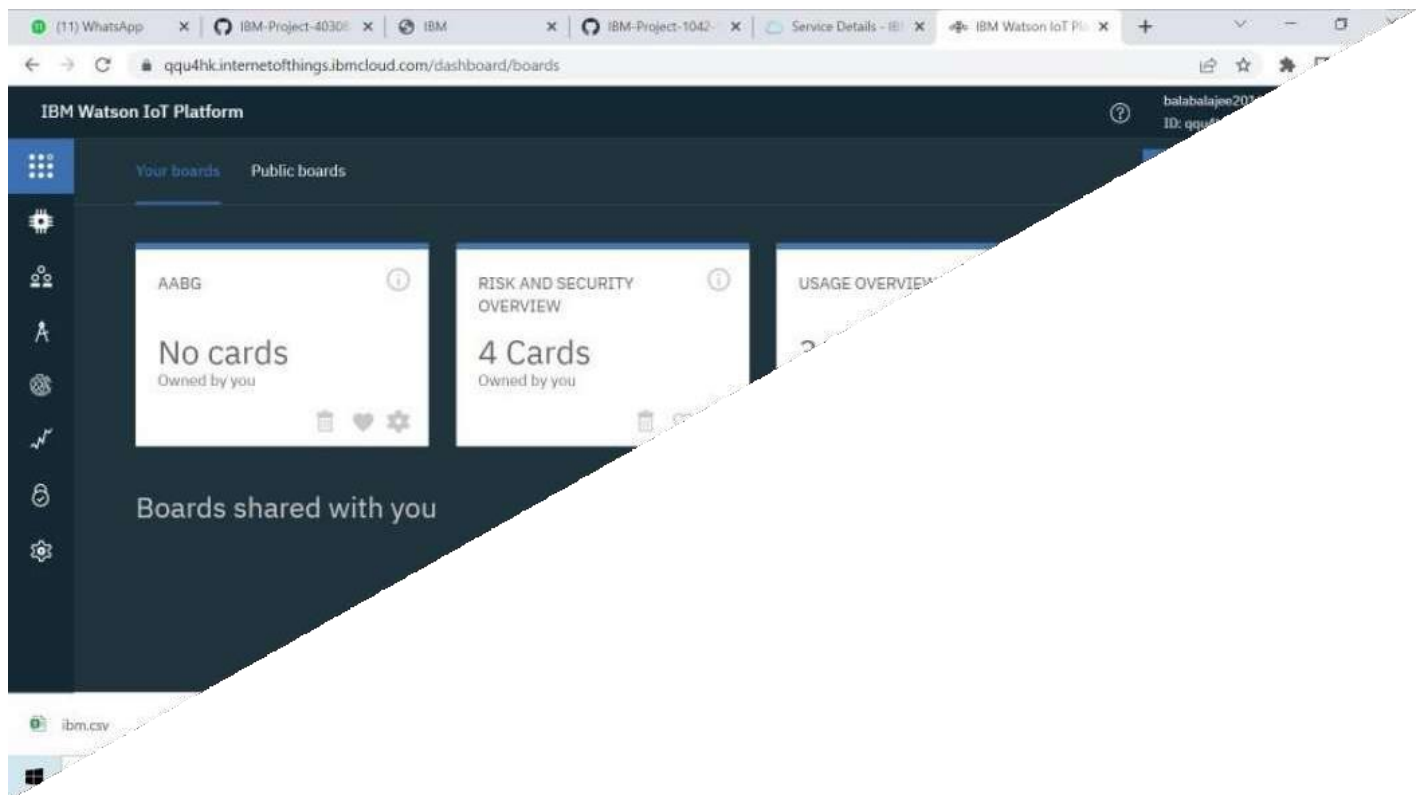 (11) WhatsApp
IBM-Project-4030
IBM
IBM-Project-1042-
Service Details - IB
IBM Watson IoT Pl
qqu4hk.internetofthings.ibmcloud.com/dashboard/boards
IBM Watson IoT Platform
balabalajee201
ID: qqu4
Your boards Public boards
AABG
No cards
Owned by you
RISK AND SECURITY
OVERVIEW
4 Cards
Owned by you
USAGE OVERVIEW
Boards shared with you
ibm.csv